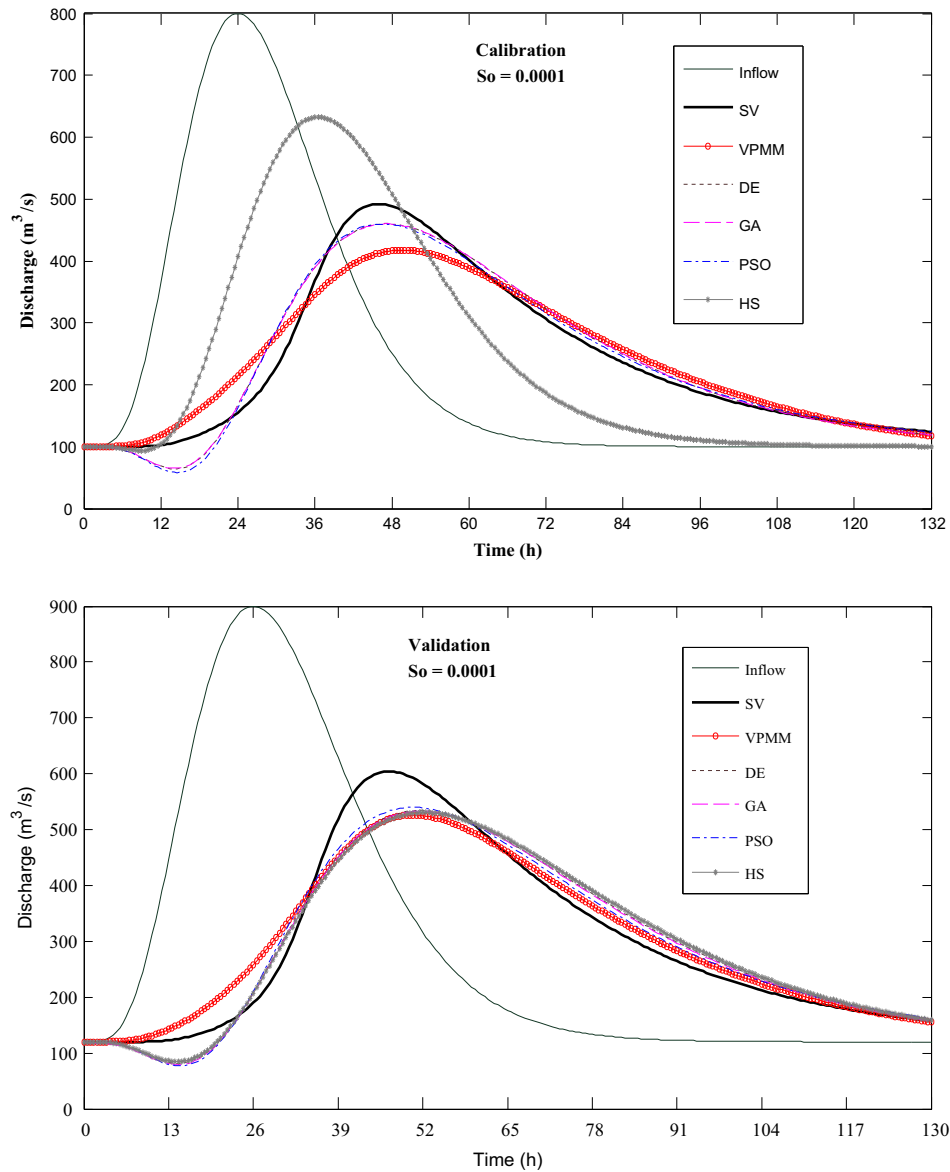 Calibration
So = 0.0001
Inflow
SV
VPMM
DE
GA
PSO
HS
Discharge (m³/s)
800
700
600
500
400
300
200
100
0
0 12 24 36 48 60 72 84 96 108 120 132
Time (h)
Validation
So = 0.0001
Inflow
SV
VPMM
DE
GA
PSO
HS
Discharge (m³/s)
900
800
700
600
500
400
300
200
100
0
0 13 26 39 52 65 78 91 104 117 130
Time (h)